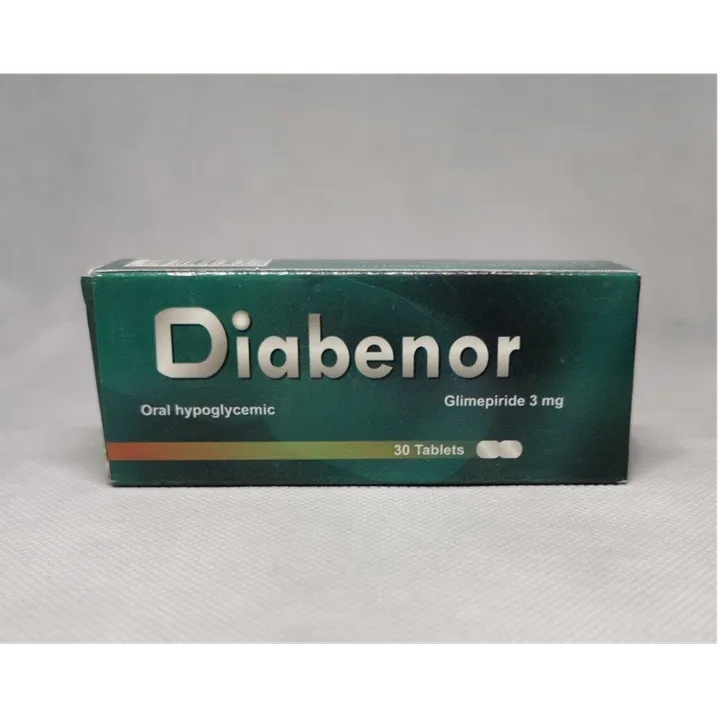 Diabenor
Oral hypoglycemic
Glimepiride 3 mg
30 Tablets